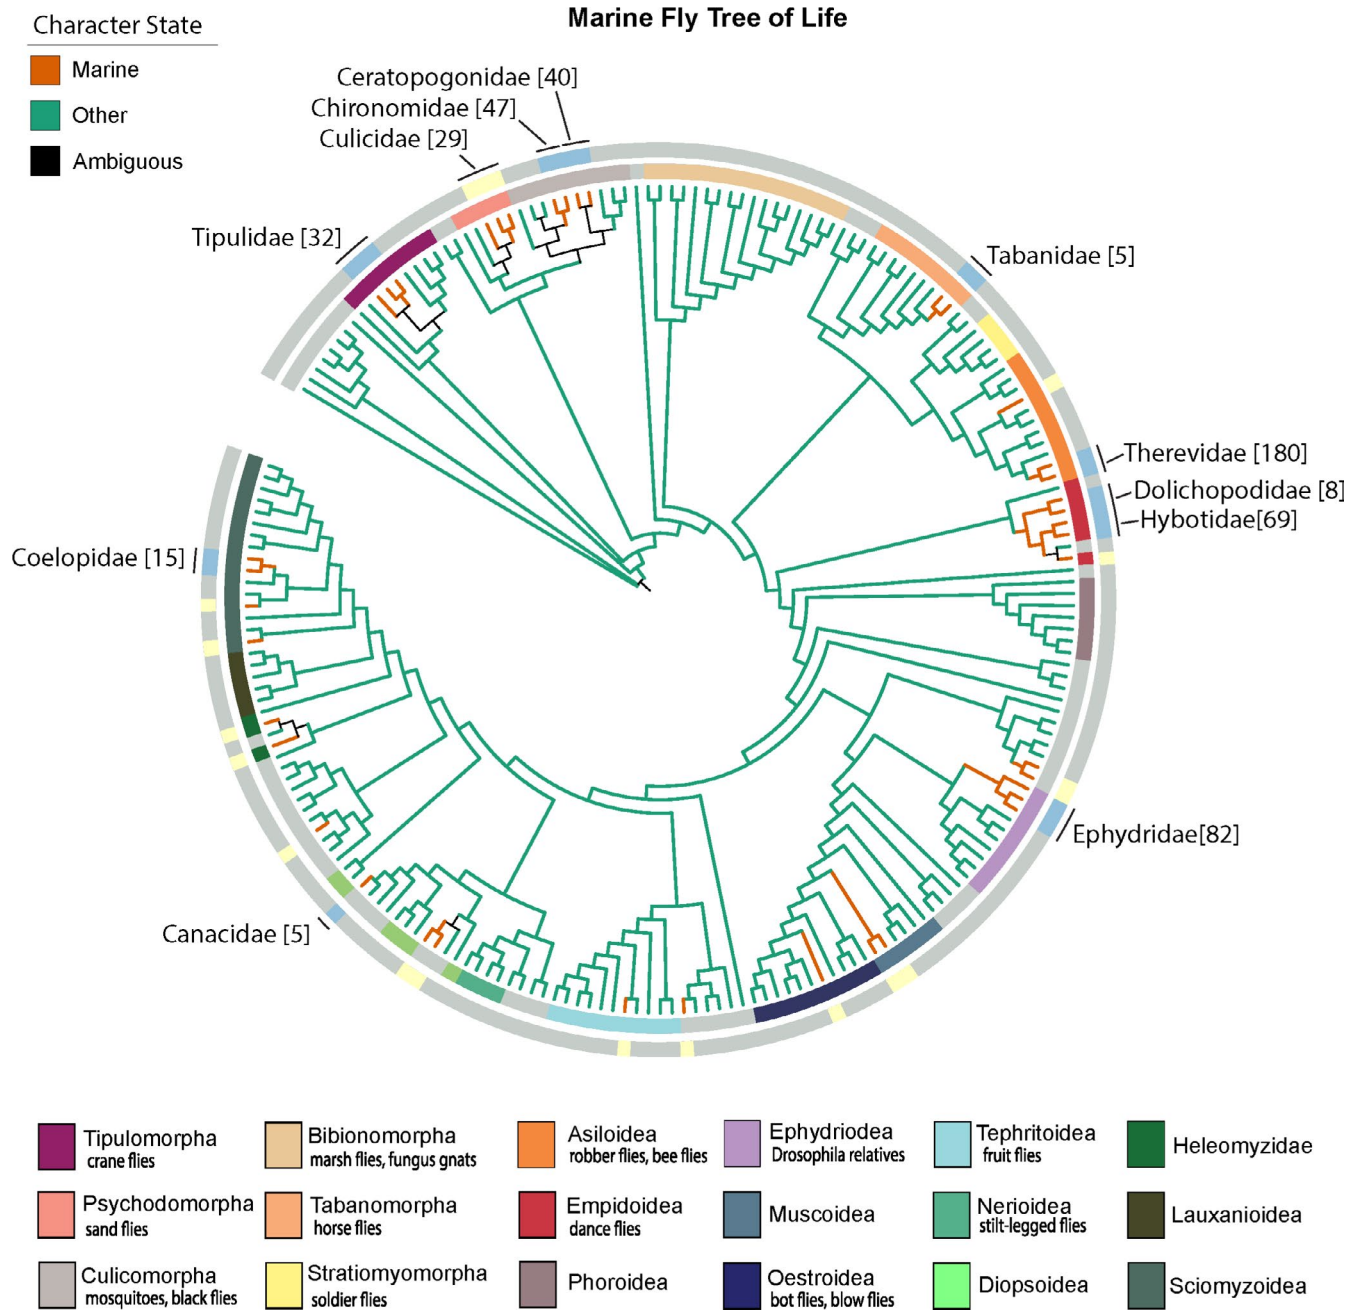 Marine Fly Tree of Life
Character State
Marine
Other
Ambiguous
Ceratopogonidae [40]
Chironomidae [47]
Culicidae [29]
Tipulidae [32]
Tabanidae [5]
Therevidae [180]
Dolichopodidae [8]
Hybotidae[69]
Coelopidae [15]
Ephydridae[82]
Canacidae [5]
Tipulomorpha
crane flies
Bibionomorpha
marsh flies, fungus gnats
Asiloidea
robber flies, bee flies
Ephydriodea
Drosophila relatives
Tephritoidea
fruit flies
Heleomyzidae
Psychodomorpha
sand flies
Tabanomorpha
horse flies
Empidoidea
dance flies
Muscoidea
Nerioidea
stilt-legged flies
Lauxanioidea
Culicomorpha
mosquitoes, black flies
Stratiomyomorpha
soldier flies
Phoroidea
Oestroidea
bot flies, blow flies
Diopsoidea
Sciomyzoidea